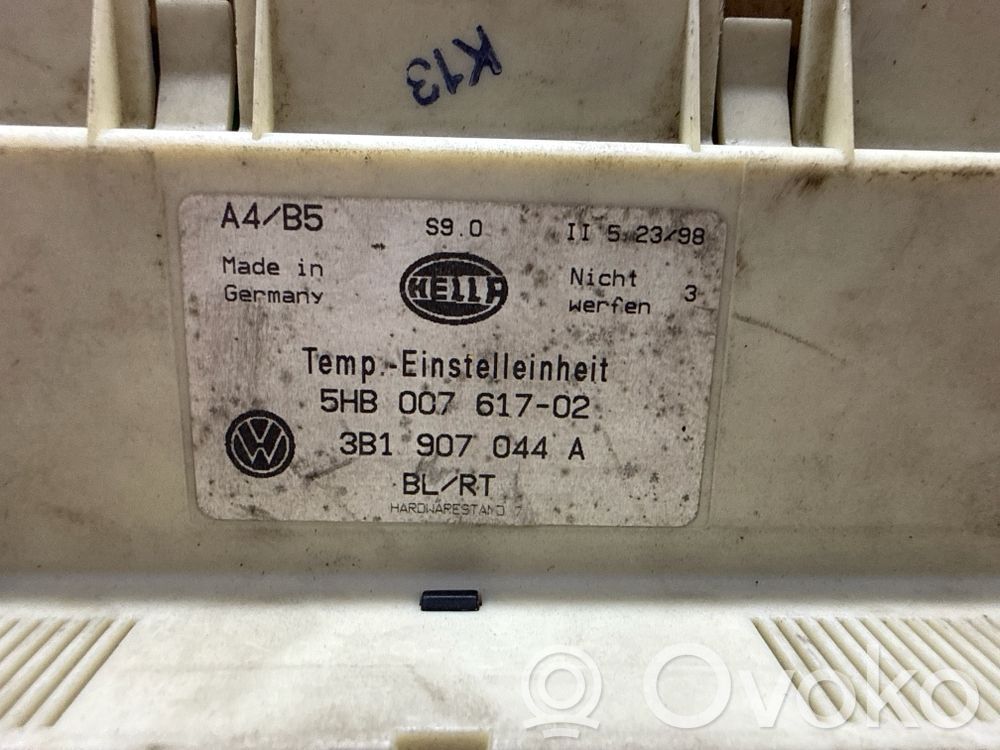 K13
A4/B5 S9.0 II 5 23/98
Made in Germany
HELLA
Nicht werfen 3
Temp.-Einstelleinheit
5HB 007 617-02
VW 3B1 907 044 A
BL/RT
HARDWARESTAND 7
Ovoko